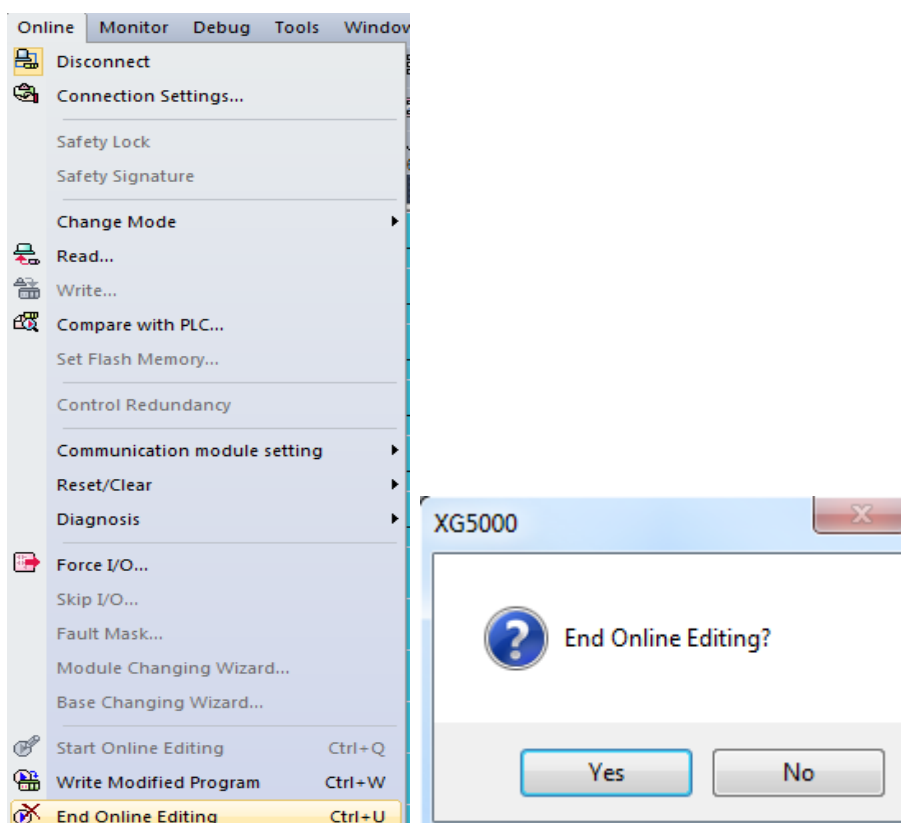 Online Monitor Debug Tools Window
Disconnect
Connection Settings...
Safety Lock
Safety Signature
Change Mode
Read...
Write...
Compare with PLC...
Set Flash Memory...
Control Redundancy
Communication module setting
Reset/Clear
Diagnosis
Force I/O...
Skip I/O...
Fault Mask...
Module Changing Wizard...
Base Changing Wizard...
Start Online Editing Ctrl+Q
Write Modified Program Ctrl+W
End Online Editing Ctrl+U
XG5000
End Online Editing?
Yes No